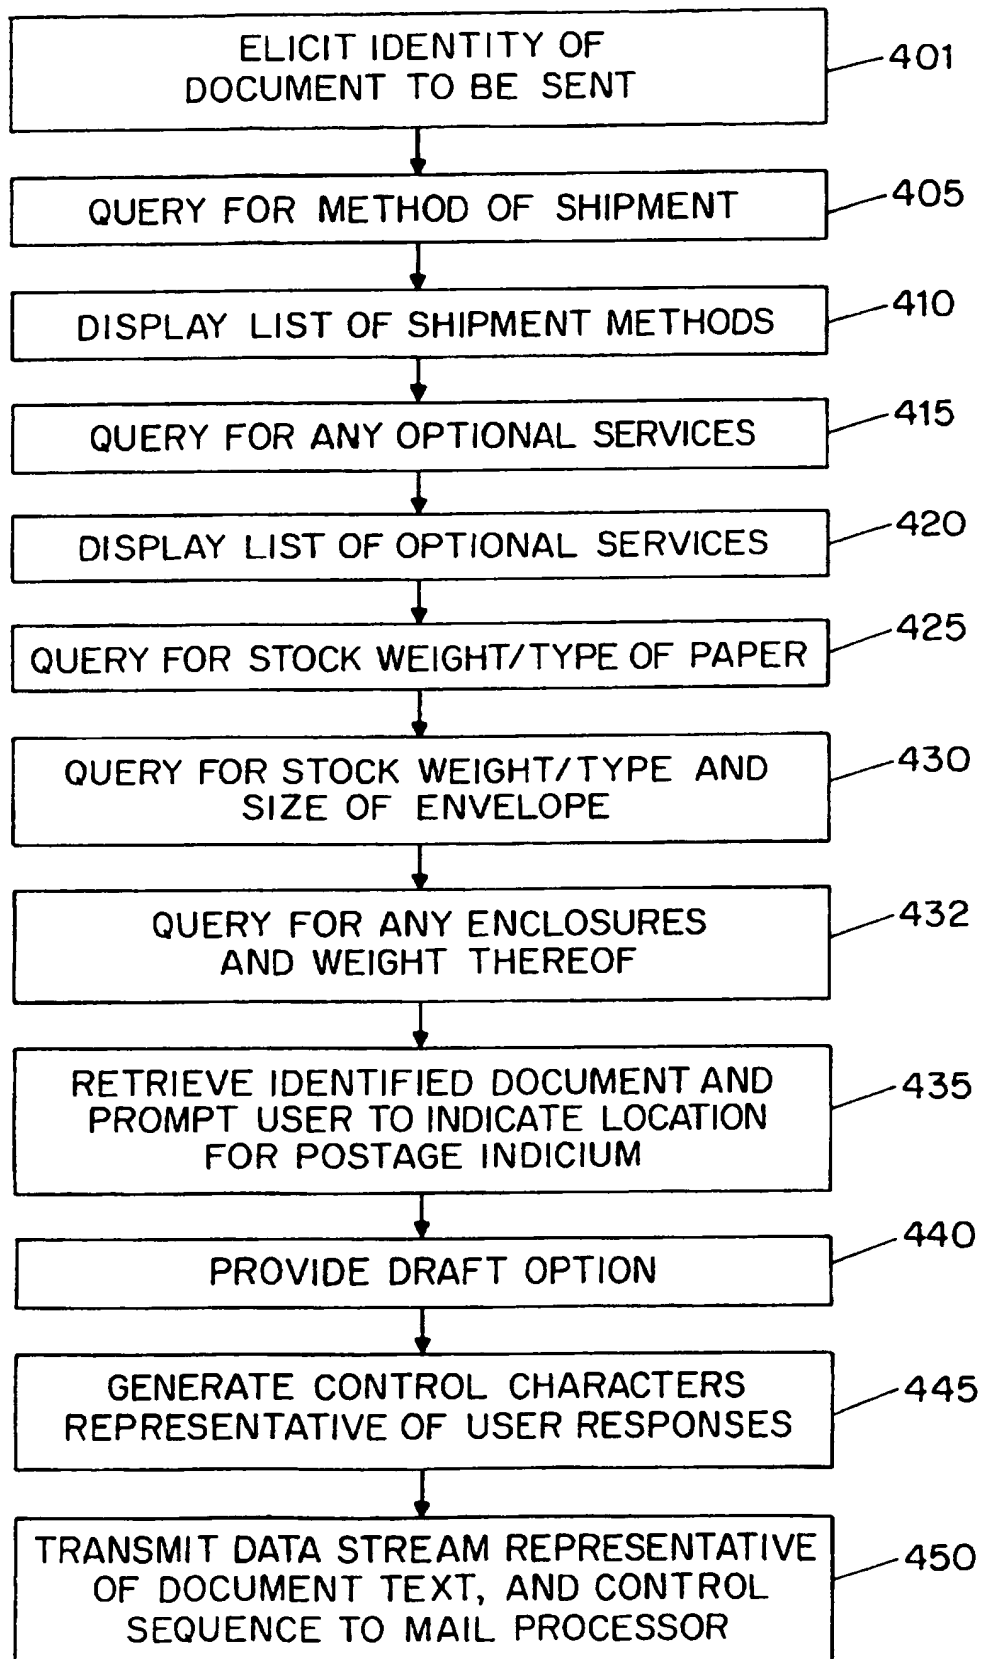 ELICIT IDENTITY OF
DOCUMENT TO BE SENT
401
QUERY FOR METHOD OF SHIPMENT
405
DISPLAY LIST OF SHIPMENT METHODS
410
QUERY FOR ANY OPTIONAL SERVICES
415
DISPLAY LIST OF OPTIONAL SERVICES
420
QUERY FOR STOCK WEIGHT/TYPE OF PAPER
425
QUERY FOR STOCK WEIGHT/TYPE AND
SIZE OF ENVELOPE
430
QUERY FOR ANY ENCLOSURES
AND WEIGHT THEREOF
432
RETRIEVE IDENTIFIED DOCUMENT AND
PROMPT USER TO INDICATE LOCATION
FOR POSTAGE INDICIUM
435
PROVIDE DRAFT OPTION
440
GENERATE CONTROL CHARACTERS
REPRESENTATIVE OF USER RESPONSES
445
TRANSMIT DATA STREAM REPRESENTATIVE
OF DOCUMENT TEXT, AND CONTROL
SEQUENCE TO MAIL PROCESSOR
450